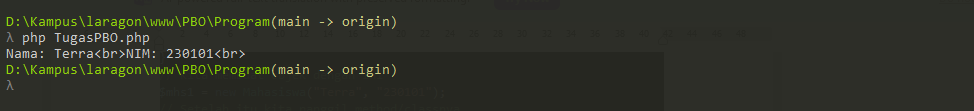 D:\Kampus\laragon\www\PBO\Program(main -> origin)
λ php TugasPBO.php
Nama: Terra<br>NIM: 230101<br>
D:\Kampus\laragon\www\PBO\Program(main -> origin)
λ